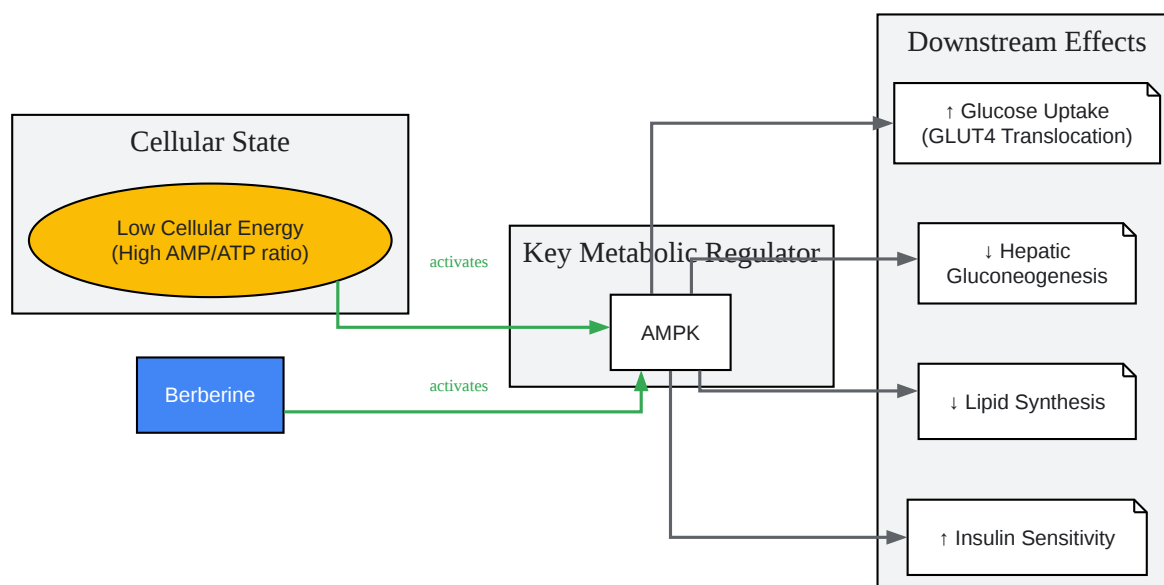 Cellular State
Low Cellular Energy
(High AMP/ATP ratio)
Berberine
activates
activates
Key Metabolic Regulator
AMPK
Downstream Effects
↑ Glucose Uptake
(GLUT4 Translocation)
↓ Hepatic
Gluconeogenesis
↓ Lipid Synthesis
↑ Insulin Sensitivity